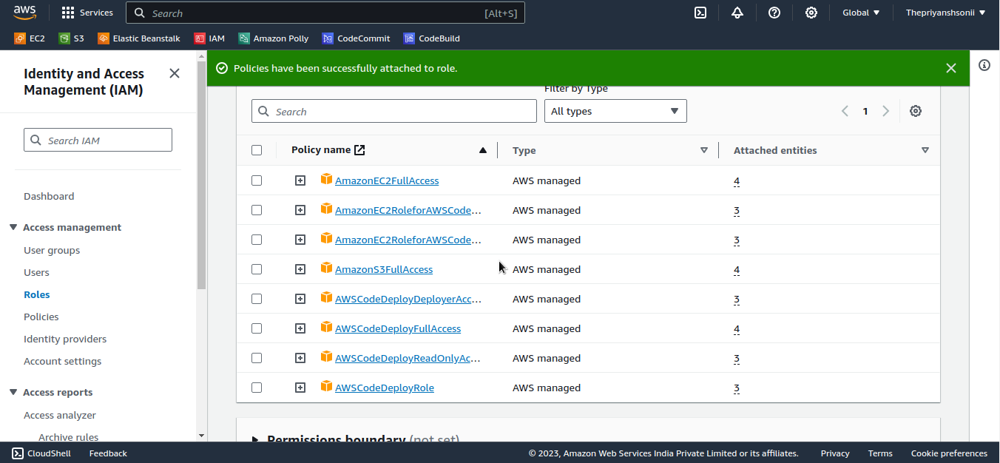 aws Services Search [Alt+S] Global Thepriyanshsonii
EC2 S3 Elastic Beanstalk IAM Amazon Polly CodeCommit CodeBuild
Identity and Access
Management (IAM)
Search IAM
Dashboard
Access management
User groups
Users
Roles
Policies
Identity providers
Account settings
Access reports
Access analyzer
Archive rules
Policies have been successfully attached to role.
Filter by Type
Search All types 1
Policy name Type Attached entities
AmazonEC2FullAccess AWS managed 4
AmazonEC2RoleforAWSCode... AWS managed 3
AmazonEC2RoleforAWSCode... AWS managed 3
AmazonS3FullAccess AWS managed 4
AWSCodeDeployDeployerAcc... AWS managed 3
AWSCodeDeployFullAccess AWS managed 4
AWSCodeDeployReadOnlyAc... AWS managed 3
AWSCodeDeployRole AWS managed 3
Permissions boundary (not set)
CloudShell Feedback © 2023, Amazon Web Services India Private Limited or its affiliates. Privacy Terms Cookie preferences